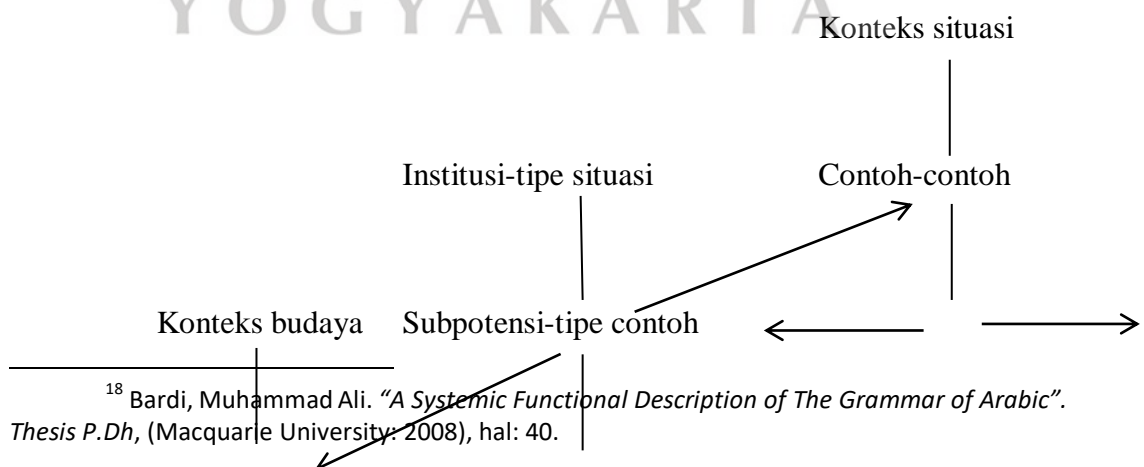 YOGYAKARTA
Konteks situasi
Institusi-tipe situasi Contoh-contoh
Konteks budaya Subpotensi-tipe contoh
18 Bardi, Muhammad Ali. “A Systemic Functional Description of The Grammar of Arabic”.
Thesis P.Dh, (Macquarie University: 2008), hal: 40.